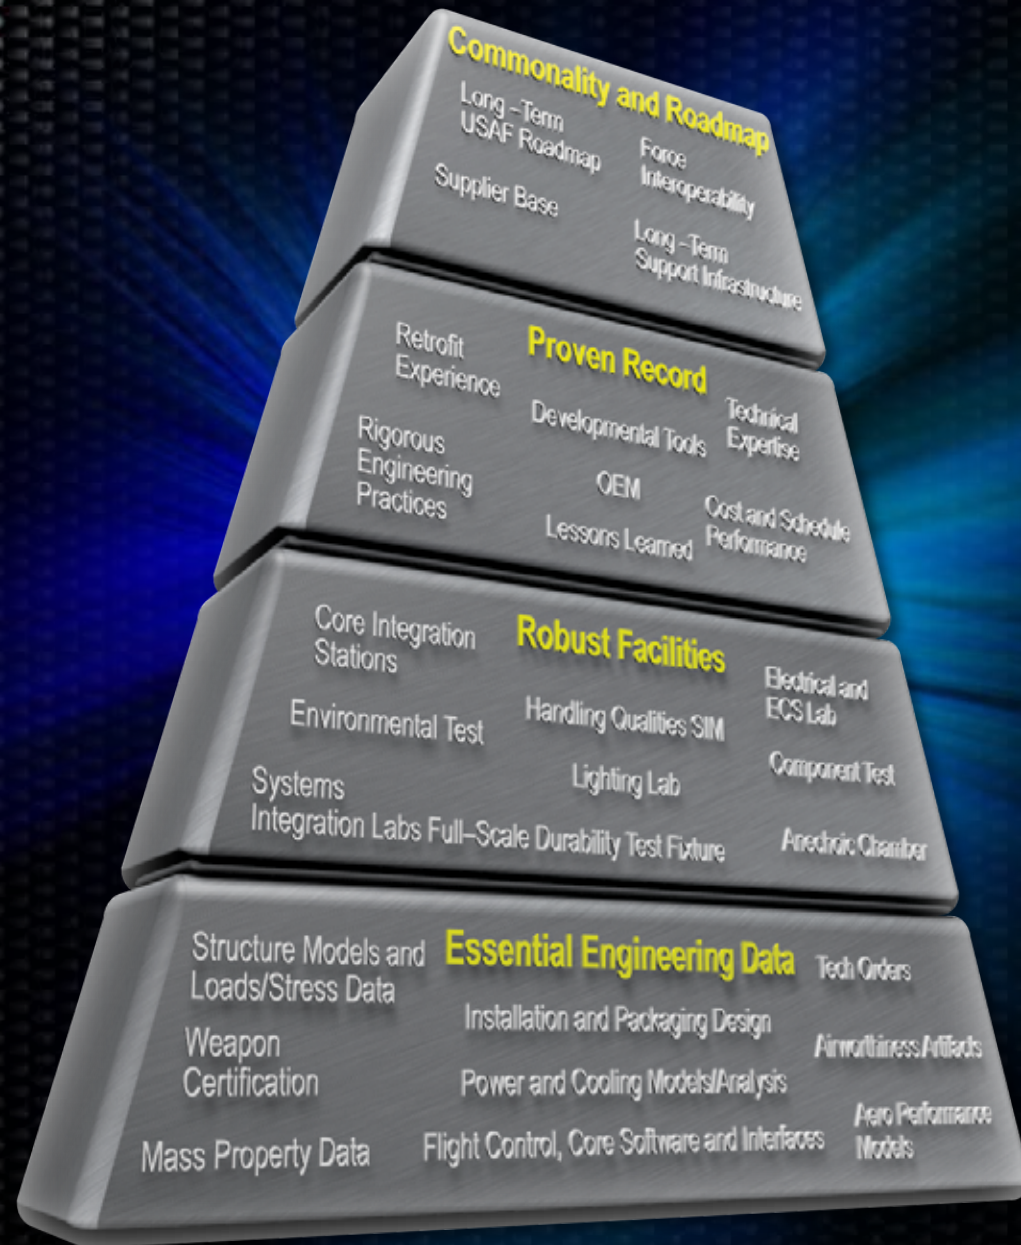 Commonality and Roadmap
Long –Term
USAF Roadmap
Force
Interoperability
Supplier Base
Long –Term
Support Infrastructure
Proven Record
Retrofit
Experience
Developmental Tools
Technical
Expertise
Rigorous
Engineering
Practices
OEM
Lessons Learned
Cost and Schedule
Performance
Robust Facilities
Core Integration
Stations
Handling Qualities SIM
Electrical and
ECS Lab
Environmental Test
Lighting Lab
Component Test
Systems
Integration Labs
Full–Scale Durability Test Fixture
Anechoic Chamber
Essential Engineering Data
Structure Models and
Loads/Stress Data
Installation and Packaging Design
Tech Orders
Weapon
Certification
Power and Cooling Models/Analysis
Airworthiness Artifacts
Mass Property Data
Flight Control, Core Software and Interfaces
Aero Performance
Models